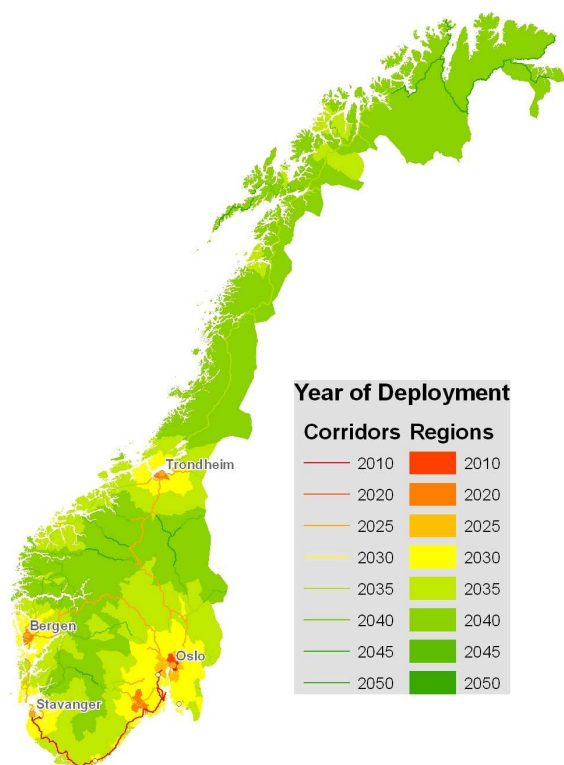 Year of Deployment
Corridors Regions
2010 2010
2020 2020
2025 2025
2030 2030
2035 2035
2040 2040
2045 2045
2050 2050
Trondheim
Bergen
Oslo
Stavanger